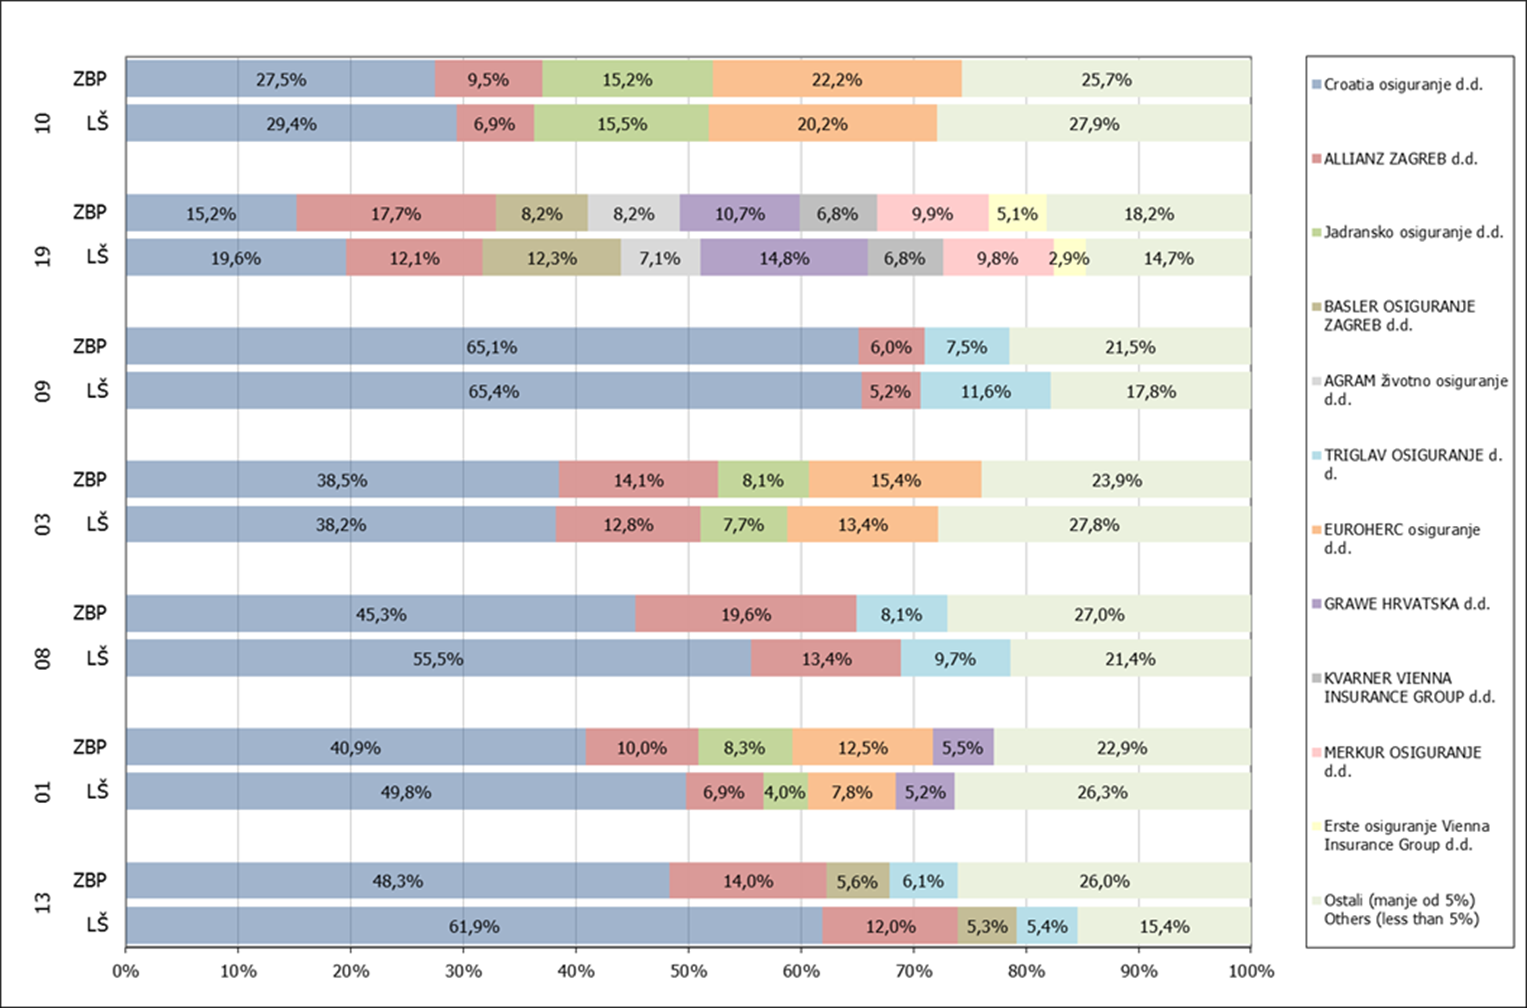 ZBP
27,5%
9,5%
15,2%
22,2%
25,7%
10
LŠ
29,4%
6,9%
15,5%
20,2%
27,9%
ZBP
15,2%
17,7%
8,2%
8,2%
10,7%
6,8%
9,9%
5,1%
18,2%
19
LŠ
19,6%
12,1%
12,3%
7,1%
14,8%
6,8%
9,8%
2,9%
14,7%
ZBP
65,1%
6,0%
7,5%
21,5%
09
LŠ
65,4%
5,2%
11,6%
17,8%
ZBP
38,5%
14,1%
8,1%
15,4%
23,9%
03
LŠ
38,2%
12,8%
7,7%
13,4%
27,8%
ZBP
45,3%
19,6%
8,1%
27,0%
08
LŠ
55,5%
13,4%
9,7%
21,4%
ZBP
40,9%
10,0%
8,3%
12,5%
5,5%
22,9%
01
LŠ
49,8%
6,9%
4,0%
7,8%
5,2%
26,3%
ZBP
48,3%
14,0%
5,6%
6,1%
26,0%
13
LŠ
61,9%
12,0%
5,3%
5,4%
15,4%
0%
10%
20%
30%
40%
50%
60%
70%
80%
90%
100%
Croatia osiguranje d.d.
ALLIANZ ZAGREB d.d.
Jadransko osiguranje d.d.
BASLER OSIGURANJE
ZAGREB d.d.
AGRAM životno osiguranje
d.d.
TRIGLAV OSIGURANJE d.
d.
EUROHERC osiguranje
d.d.
GRAWE HRVATSKA d.d.
KVARNER VIENNA
INSURANCE GROUP d.d.
MERKUR OSIGURANJE
d.d.
Erste osiguranje Vienna
Insurance Group d.d.
Ostali (manje od 5%)
Others (less than 5%)